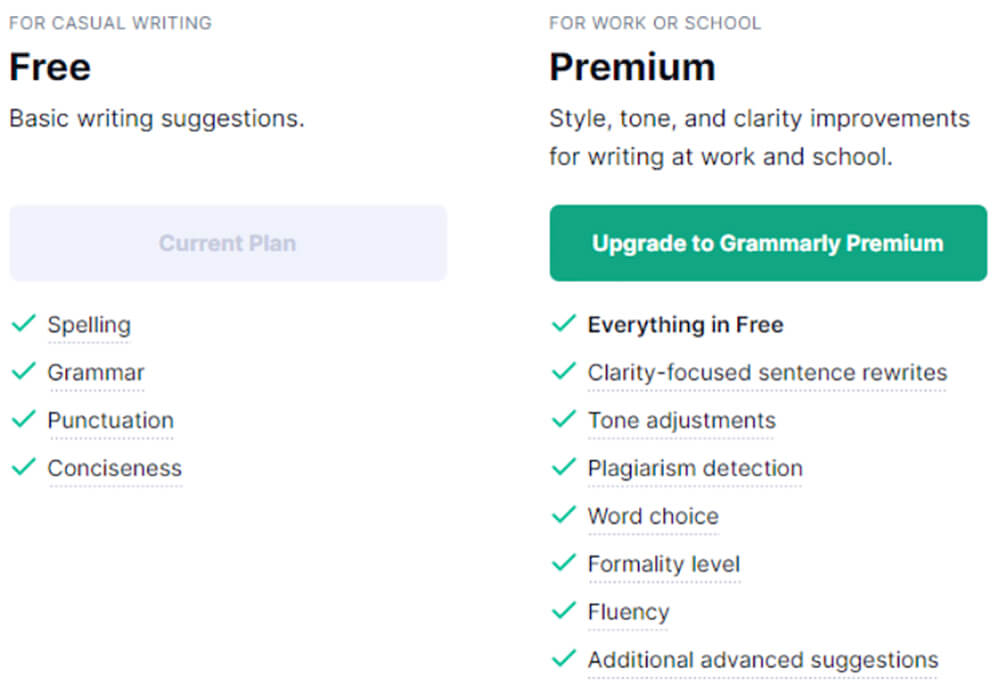 FOR CASUAL WRITING
Free
Basic writing suggestions.
Current Plan
Spelling
Grammar
Punctuation
Conciseness
FOR WORK OR SCHOOL
Premium
Style, tone, and clarity improvements
for writing at work and school.
Upgrade to Grammarly Premium
Everything in Free
Clarity-focused sentence rewrites
Tone adjustments
Plagiarism detection
Word choice
Formality level
Fluency
Additional advanced suggestions